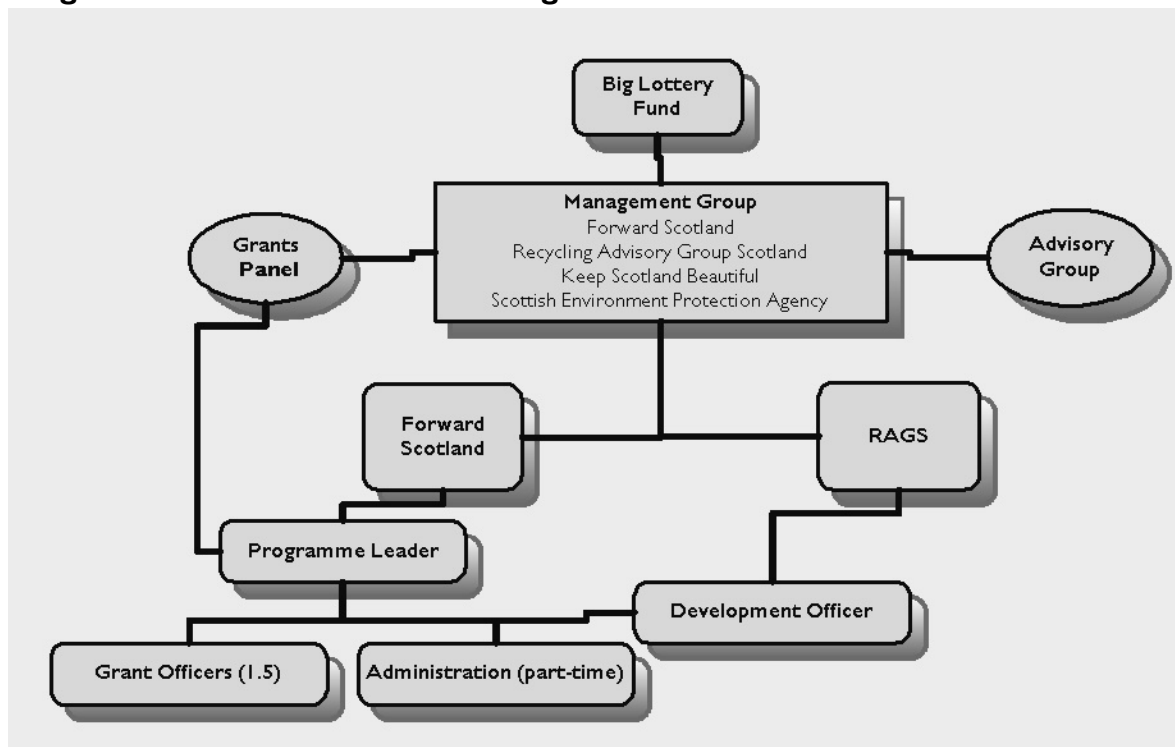 Big Lottery
Fund
Management Group
Forward Scotland
Recycling Advisory Group Scotland
Keep Scotland Beautiful
Scottish Environment Protection Agency
Grants
Panel
Advisory
Group
Forward
Scotland
RAGS
Programme Leader
Development Officer
Grant Officers (1.5)
Administration (part-time)